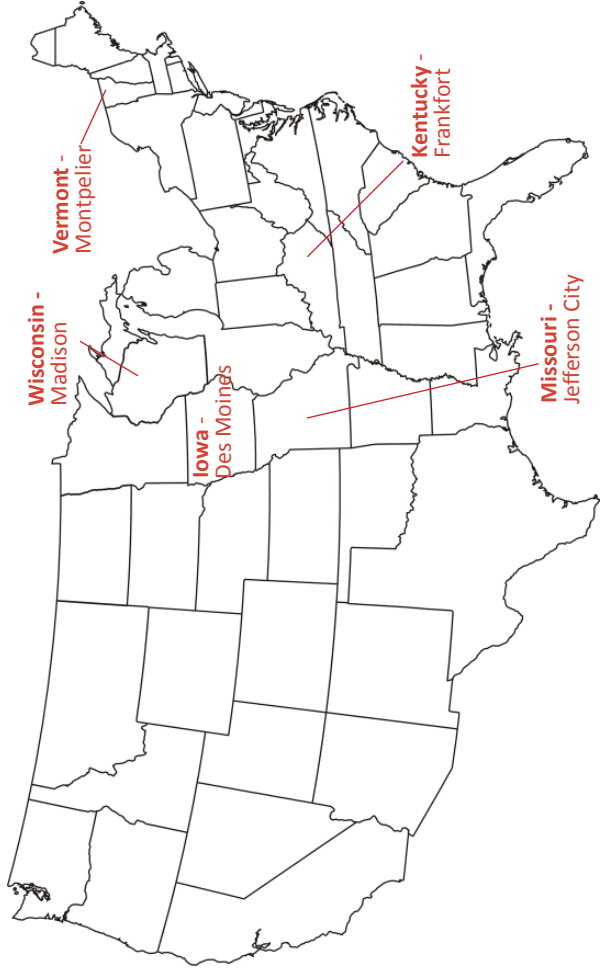 Vermont -
Montpelier
Wisconsin -
Madison
Iowa -
Des Moines
Kentucky -
Frankfort
Missouri -
Jefferson City